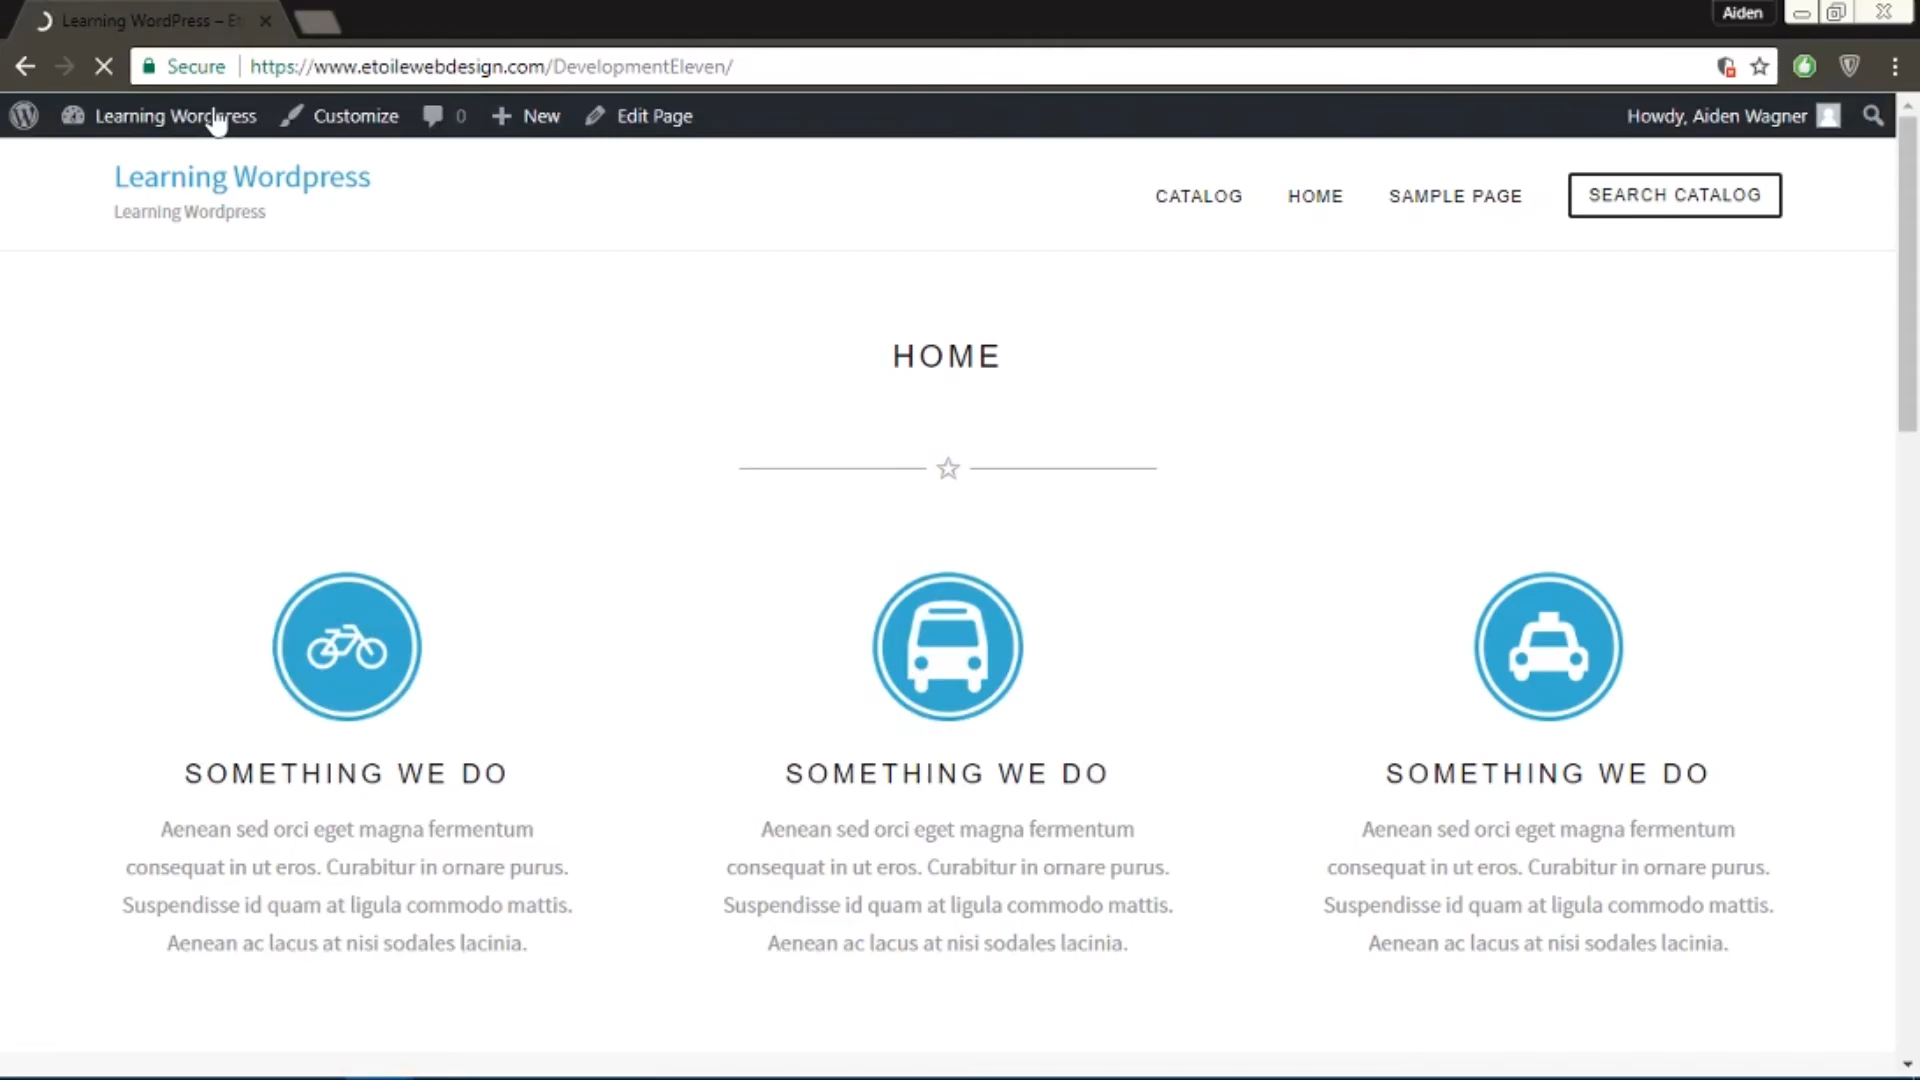 Learning WordPress – Et
Aiden
Secure https://www.etoilewebdesign.com/DevelopmentEleven/
Learning Wordpress Customize 0 New Edit Page Howdy, Aiden Wagner
Learning Wordpress
Learning Wordpress
CATALOG HOME SAMPLE PAGE SEARCH CATALOG
HOME
SOMETHING WE DO
Aenean sed orci eget magna fermentum
consequat in ut eros. Curabitur in ornare purus.
Suspendisse id quam at ligula commodo mattis.
Aenean ac lacus at nisi sodales lacinia.
SOMETHING WE DO
Aenean sed orci eget magna fermentum
consequat in ut eros. Curabitur in ornare purus.
Suspendisse id quam at ligula commodo mattis.
Aenean ac lacus at nisi sodales lacinia.
SOMETHING WE DO
Aenean sed orci eget magna fermentum
consequat in ut eros. Curabitur in ornare purus.
Suspendisse id quam at ligula commodo mattis.
Aenean ac lacus at nisi sodales lacinia.